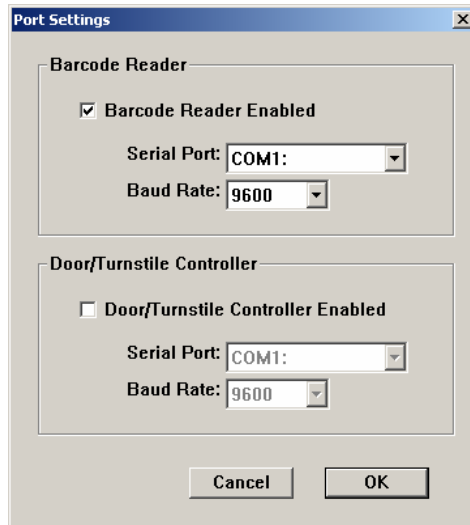 Port Settings
Barcode Reader
Barcode Reader Enabled
Serial Port: COM1:
Baud Rate: 9600
Door/Turnstile Controller
Door/Turnstile Controller Enabled
Serial Port: COM1:
Baud Rate: 9600
Cancel OK